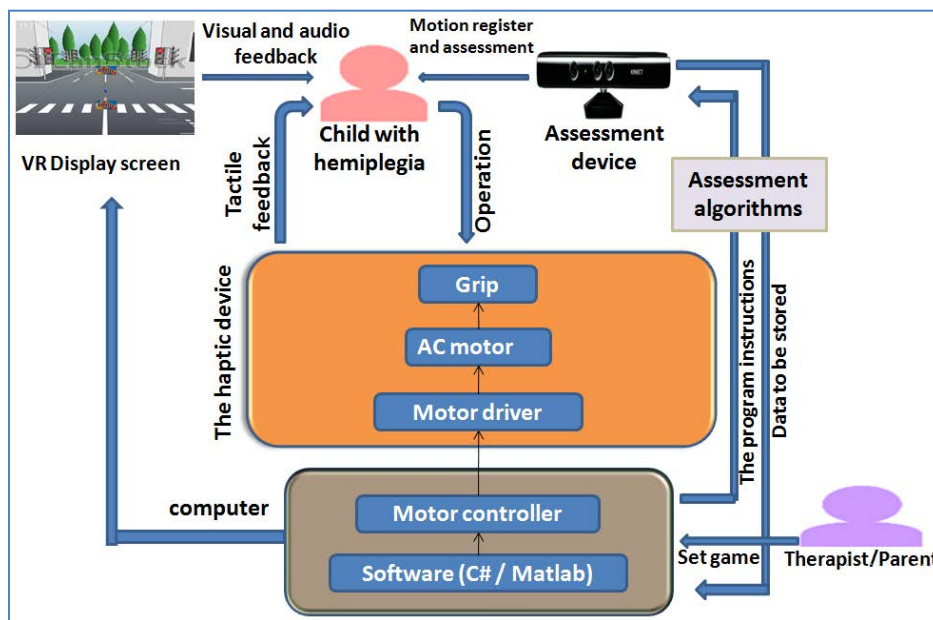 Visual and audio
feedback
Motion register
and assessment
KINECT
VR Display screen
Child with
hemiplegia
Assessment
device
Tactile
feedback
Operation
Assessment
algorithms
The haptic device
Grip
AC motor
Motor driver
The program instructions
Data to be stored
computer
Motor controller
Software (C# / Matlab)
Set game
Therapist/Parent